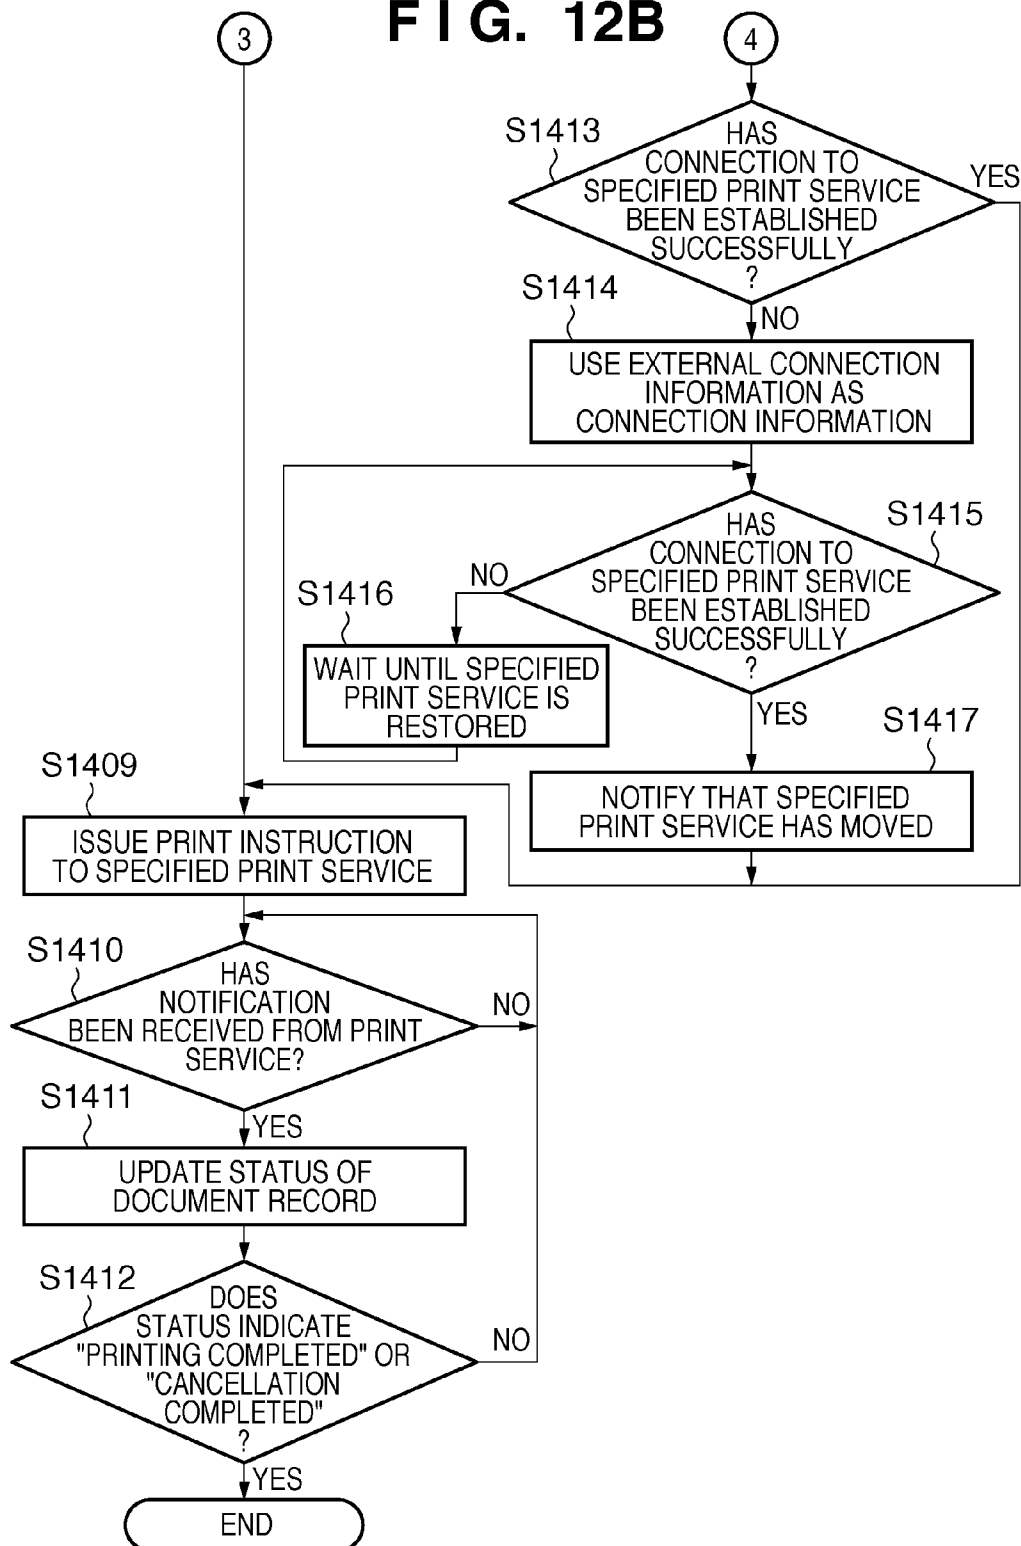 FIG. 12B
3
4
S1413
HAS
CONNECTION TO
SPECIFIED PRINT SERVICE
BEEN ESTABLISHED
SUCCESSFULLY
?
YES
NO
S1414
USE EXTERNAL CONNECTION
INFORMATION AS
CONNECTION INFORMATION
S1415
HAS
CONNECTION TO
SPECIFIED PRINT SERVICE
BEEN ESTABLISHED
SUCCESSFULLY
?
NO
YES
S1416
WAIT UNTIL SPECIFIED
PRINT SERVICE IS
RESTORED
S1417
NOTIFY THAT SPECIFIED
PRINT SERVICE HAS MOVED
S1409
ISSUE PRINT INSTRUCTION
TO SPECIFIED PRINT SERVICE
S1410
HAS
NOTIFICATION
BEEN RECEIVED FROM PRINT
SERVICE?
NO
YES
S1411
UPDATE STATUS OF
DOCUMENT RECORD
S1412
DOES
STATUS INDICATE
"PRINTING COMPLETED" OR
"CANCELLATION
COMPLETED"
?
NO
YES
END